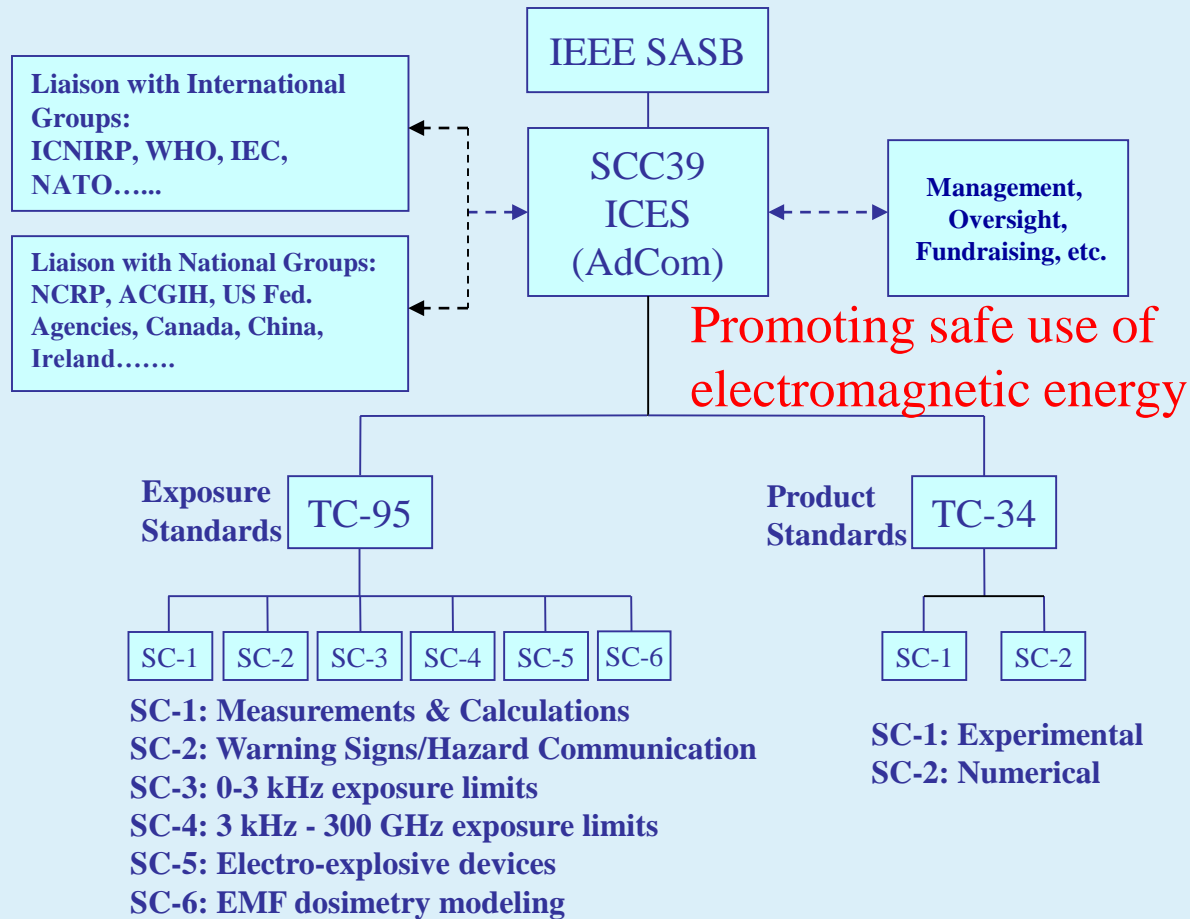 IEEE SASB
Liaison with International
Groups:
ICNIRP, WHO, IEC,
NATO…...
SCC39
ICES
(AdCom)
Management,
Oversight,
Fundraising, etc.
Liaison with National Groups:
NCRP, ACGIH, US Fed.
Agencies, Canada, China,
Ireland…….
Promoting safe use of
electromagnetic energy
Exposure
Standards
TC-95
Product
Standards
TC-34
SC-1
SC-2
SC-3
SC-4
SC-5
SC-6
SC-1
SC-2
SC-1: Measurements & Calculations
SC-2: Warning Signs/Hazard Communication
SC-3: 0-3 kHz exposure limits
SC-4: 3 kHz - 300 GHz exposure limits
SC-5: Electro-explosive devices
SC-6: EMF dosimetry modeling
SC-1: Experimental
SC-2: Numerical